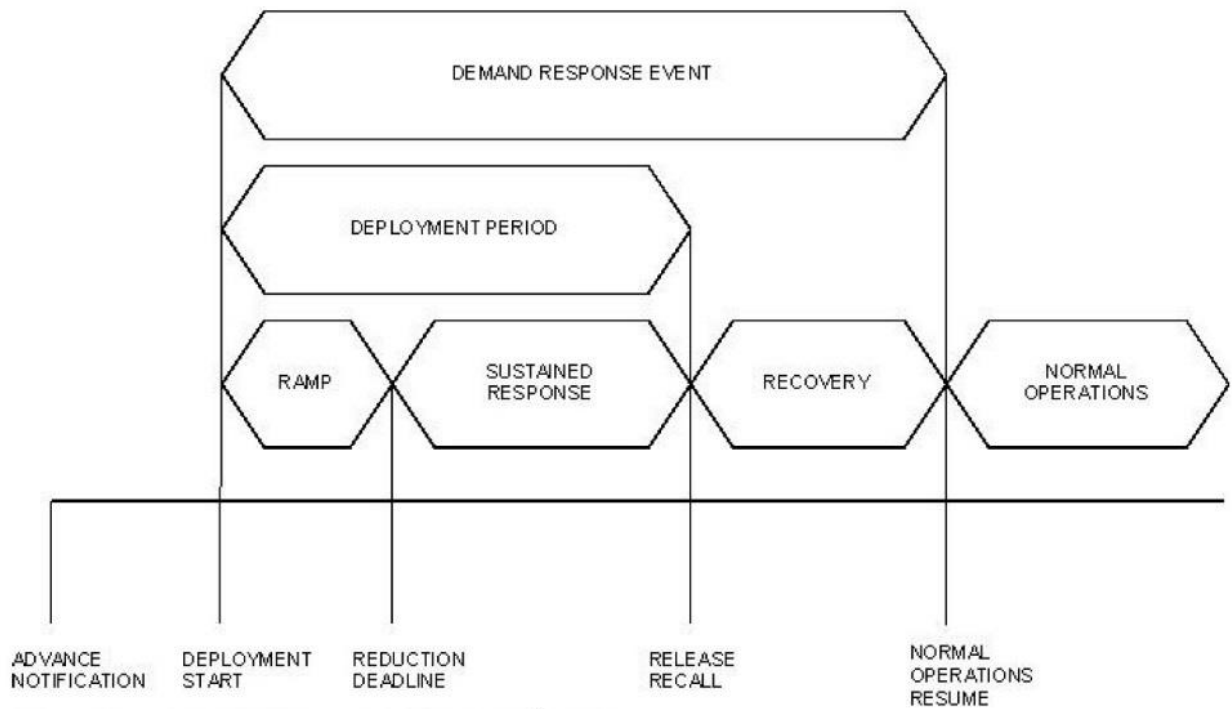 DEMAND RESPONSE EVENT
DEPLOYMENT PERIOD
RAMP
SUSTAINED
RESPONSE
RECOVERY
NORMAL
OPERATIONS
ADVANCE
NOTIFICATION
DEPLOYMENT
START
REDUCTION
DEADLINE
RELEASE
RECALL
NORMAL
OPERATIONS
RESUME